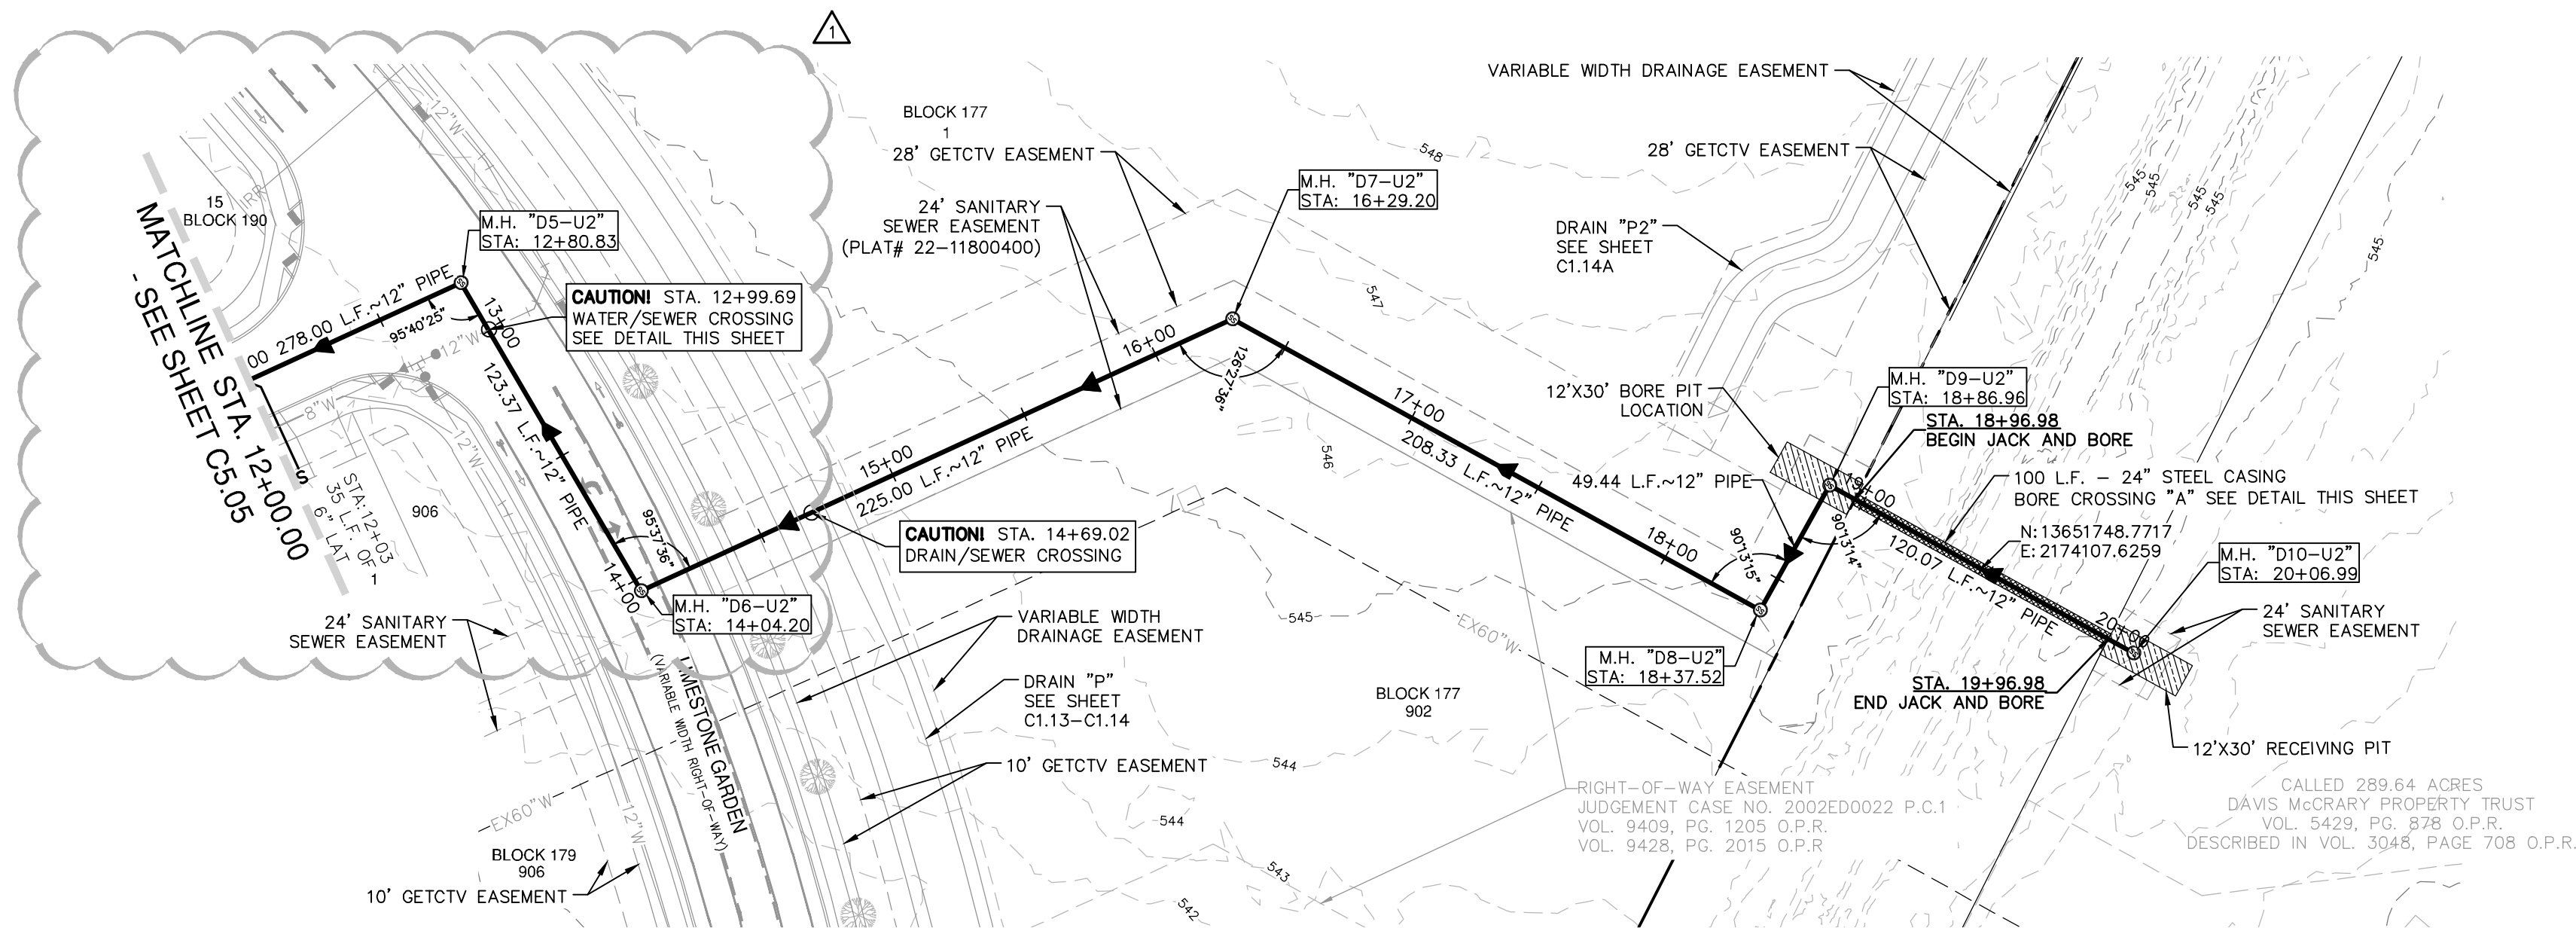 1
VARIABLE WIDTH DRAINAGE EASEMENT
BLOCK 177
1
28' GETCTV EASEMENT
28' GETCTV EASEMENT
548
12"W
IRR
15
BLOCK 190
M.H. "D7-U2"
STA: 16+29.20
24' SANITARY
SEWER EASEMENT
(PLAT# 22-11800400)
545
545
545
545
545
M.H. "D5-U2"
STA: 12+80.83
DRAIN "P2"
SEE SHEET
C1.14A
MATCHLINE STA. 12+00.00
- SEE SHEET C5.05
00
278.00 L.F.~12" PIPE
95°40'25"
13+00
12"W
CAUTION! STA. 12+99.69
WATER/SEWER CROSSING
SEE DETAIL THIS SHEET
547
16+00
126°27'36"
123.37 L.F.~12" PIPE
8"W
12"W
S
STA:12+03
35 L.F. OF
6" LAT
1
906
15+00
225.00 L.F.~12" PIPE
546
17+00
208.33 L.F.~12" PIPE
12'X30' BORE PIT
LOCATION
M.H. "D9-U2"
STA: 18+86.96
STA. 18+96.98
BEGIN JACK AND BORE
49.44 L.F.~12" PIPE
19+00
100 L.F. - 24" STEEL CASING
BORE CROSSING "A" SEE DETAIL THIS SHEET
N:13651748.7717
E:2174107.6259
CAUTION! STA. 14+69.02
DRAIN/SEWER CROSSING
95°37'36"
14+00
18+00
90°13'15"
90°13'14"
120.07 L.F.~12" PIPE
M.H. "D10-U2"
STA: 20+06.99
20+00
M.H. "D6-U2"
STA: 14+04.20
24' SANITARY
SEWER EASEMENT
VARIABLE WIDTH
DRAINAGE EASEMENT
545
EX60"W
24' SANITARY
SEWER EASEMENT
M.H. "D8-U2"
STA: 18+37.52
STA. 19+96.98
END JACK AND BORE
LIMESTONE GARDEN
(VARIABLE WIDTH RIGHT-OF-WAY)
DRAIN "P"
SEE SHEET
C1.13-C1.14
BLOCK 177
902
12'X30' RECEIVING PIT
10' GETCTV EASEMENT
544
RIGHT-OF-WAY EASEMENT
JUDGEMENT CASE NO. 2002ED0022 P.C.1
VOL. 9409, PG. 1205 O.P.R.
VOL. 9428, PG. 2015 O.P.R
CALLED 289.64 ACRES
DAVIS McCRARY PROPERTY TRUST
VOL. 5429, PG. 878 O.P.R.
DESCRIBED IN VOL. 3048, PAGE 708 O.P.R.
EX60"W
12"W
544
BLOCK 179
906
10' GETCTV EASEMENT
543
542